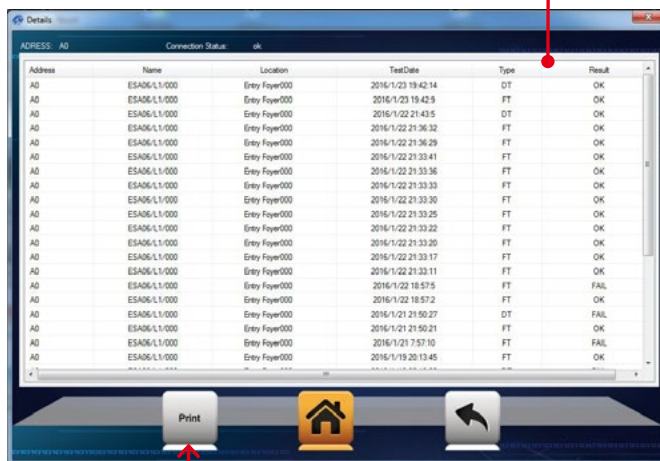 Details
ADRESS: A0 Connection Status: ok
Address Name Location TestDate Type Result
A0 ESA06/L1/000 Entry Foyer000 2016/1/23 19:42:14 DT OK
A0 ESA06/L1/000 Entry Foyer000 2016/1/23 19:42:9 FT OK
A0 ESA06/L1/000 Entry Foyer000 2016/1/22 21:43:5 DT OK
A0 ESA06/L1/000 Entry Foyer000 2016/1/22 21:36:32 FT OK
A0 ESA06/L1/000 Entry Foyer000 2016/1/22 21:36:29 FT OK
A0 ESA06/L1/000 Entry Foyer000 2016/1/22 21:33:41 FT OK
A0 ESA06/L1/000 Entry Foyer000 2016/1/22 21:33:36 FT OK
A0 ESA06/L1/000 Entry Foyer000 2016/1/22 21:33:33 FT OK
A0 ESA06/L1/000 Entry Foyer000 2016/1/22 21:33:30 FT OK
A0 ESA06/L1/000 Entry Foyer000 2016/1/22 21:33:25 FT OK
A0 ESA06/L1/000 Entry Foyer000 2016/1/22 21:33:22 FT OK
A0 ESA06/L1/000 Entry Foyer000 2016/1/22 21:33:20 FT OK
A0 ESA06/L1/000 Entry Foyer000 2016/1/22 21:33:17 FT OK
A0 ESA06/L1/000 Entry Foyer000 2016/1/22 21:33:11 FT OK
A0 ESA06/L1/000 Entry Foyer000 2016/1/22 18:57:5 FT FAIL
A0 ESA06/L1/000 Entry Foyer000 2016/1/22 18:57:2 FT OK
A0 ESA06/L1/000 Entry Foyer000 2016/1/21 21:50:27 DT FAIL
A0 ESA06/L1/000 Entry Foyer000 2016/1/21 21:50:21 FT OK
A0 ESA06/L1/000 Entry Foyer000 2016/1/21 7:57:10 FT FAIL
A0 ESA06/L1/000 Entry Foyer000 2016/1/19 20:13:45 FT OK
Print